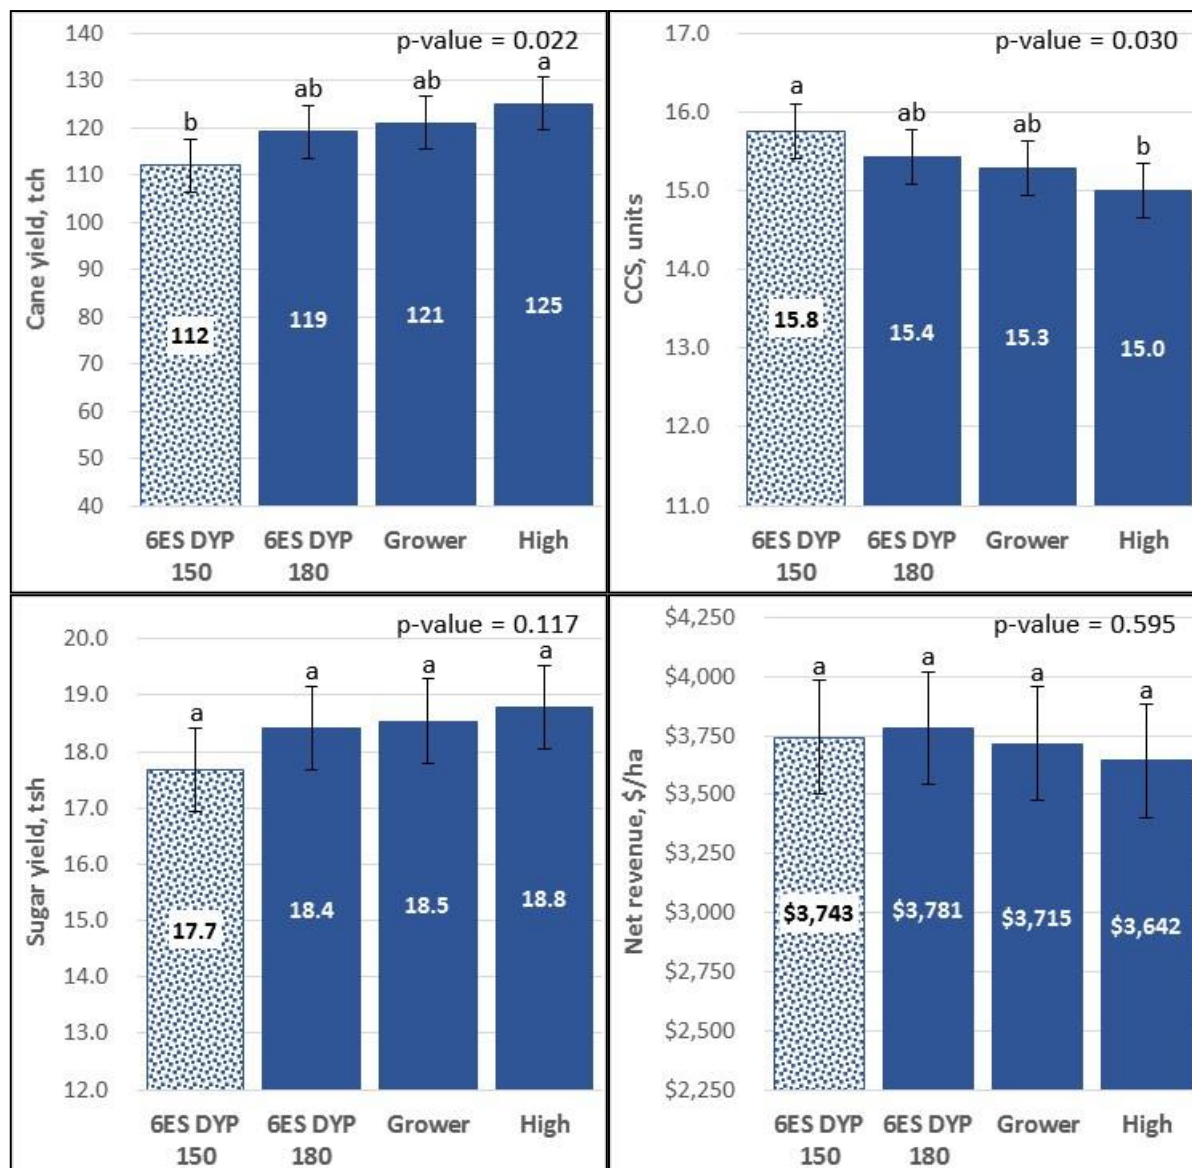 Cane yield, tch
140
130
120
110
100
90
80
70
60
50
40
p-value = 0.022
b
ab
ab
a
112
119
121
125
6ES DYP 150
6ES DYP 180
Grower
High
CCS, units
17.0
16.0
15.0
14.0
13.0
12.0
11.0
p-value = 0.030
a
ab
ab
b
15.8
15.4
15.3
15.0
6ES DYP 150
6ES DYP 180
Grower
High
Sugar yield, tsh
20.0
19.0
18.0
17.0
16.0
15.0
14.0
13.0
12.0
p-value = 0.117
a
a
a
a
17.7
18.4
18.5
18.8
6ES DYP 150
6ES DYP 180
Grower
High
Net revenue, $/ha
$4,250
$4,000
$3,750
$3,500
$3,250
$3,000
$2,750
$2,500
$2,250
p-value = 0.595
a
a
a
a
$3,743
$3,781
$3,715
$3,642
6ES DYP 150
6ES DYP 180
Grower
High